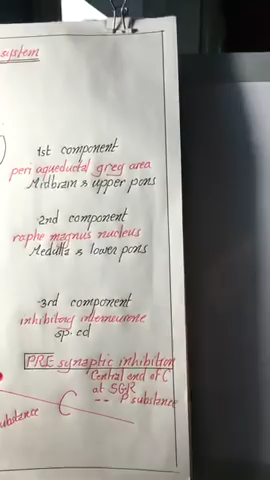 system
1st component
peri aqueductal grey area
Midbrain & upper pons
2nd component
raphe magnus nucleus
Medulla & lower pons
3rd component
inhibitory interneurone
sp. cd
PRE synaptic inhibition
Central end of C
at SGR
-- P substance
ubstance